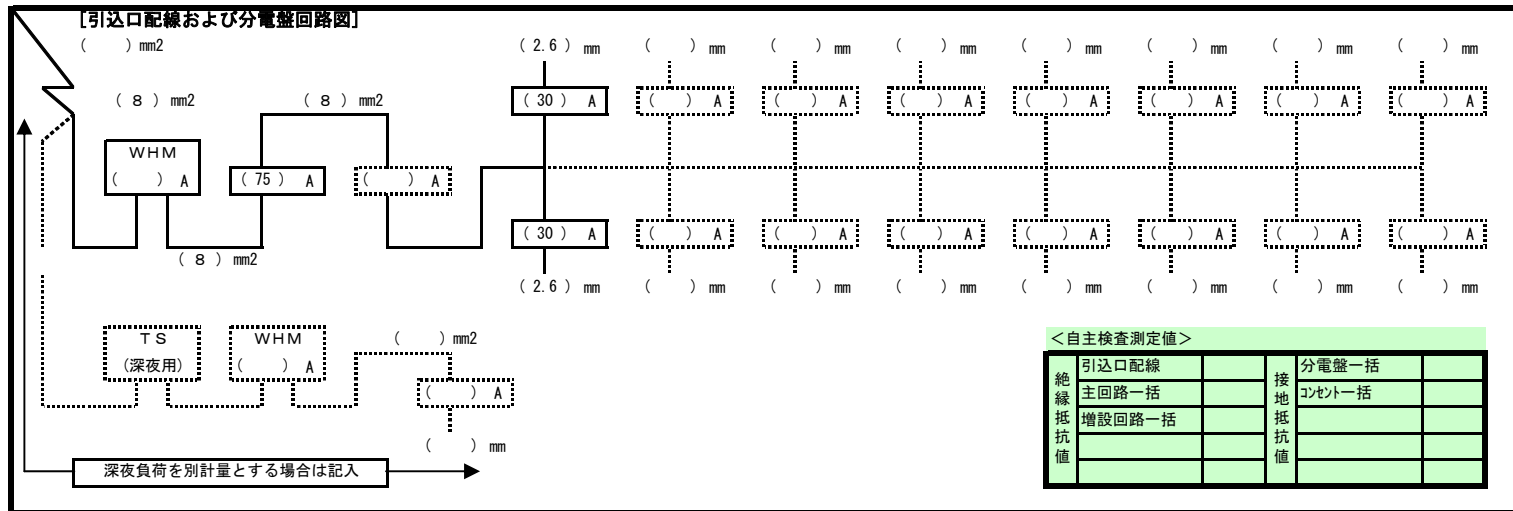 [引込口配線および分電盤回路図]
(　　) mm2
( 2.6 ) mm (　　) mm (　　) mm (　　) mm (　　) mm (　　) mm (　　) mm (　　) mm
( 8 ) mm2 ( 8 ) mm2
( 30 ) A (　　) A (　　) A (　　) A (　　) A (　　) A (　　) A (　　) A
WHM
(　　) A ( 75 ) A (　　) A
( 30 ) A (　　) A (　　) A (　　) A (　　) A (　　) A (　　) A (　　) A
( 8 ) mm2
( 2.6 ) mm (　　) mm (　　) mm (　　) mm (　　) mm (　　) mm (　　) mm (　　) mm
TS WHM (　　) mm2
(深夜用) (　　) A
(　　) A
(　　) mm
深夜負荷を別計量とする場合は記入
<自主検査測定値>
絶縁抵抗値
引込口配線
主回路一括
増設回路一括
接地抵抗値
分電盤一括
コンセント一括